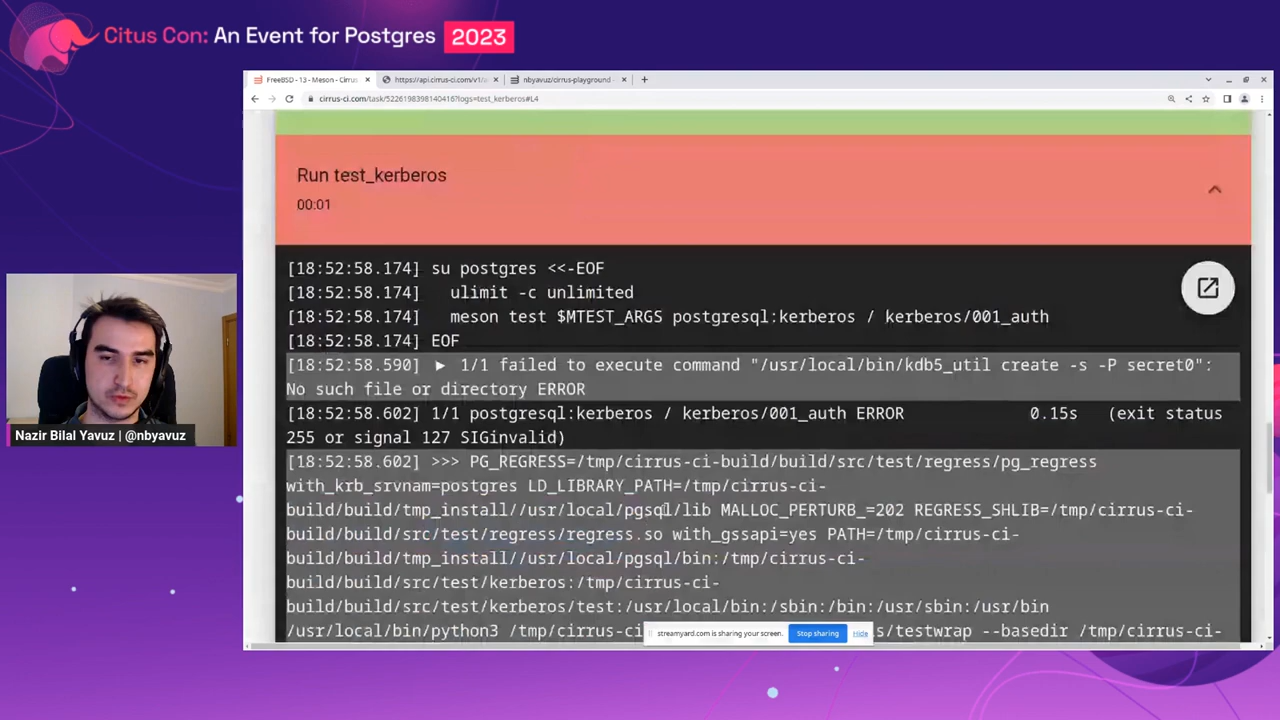 Citus Con: An Event for Postgres 2023
FreeBSD - 13 - Meson - Cirrus
https://api.cirrus-ci.com/v1/
nbyavuz/cirrus-playground
cirrus-ci.com/task/5226198398140416?logs=test_kerberos#L4
Run test_kerberos
00:01
[18:52:58.174] su postgres <<-EOF
[18:52:58.174] ulimit -c unlimited
[18:52:58.174] meson test $MTEST_ARGS postgresql:kerberos / kerberos/001_auth
[18:52:58.174] EOF
[18:52:58.590] ► 1/1 failed to execute command "/usr/local/bin/kdb5_util create -s -P secret0":
No such file or directory ERROR
[18:52:58.602] 1/1 postgresql:kerberos / kerberos/001_auth ERROR 0.15s (exit status
255 or signal 127 SIGinvalid)
[18:52:58.602] >>> PG_REGRESS=/tmp/cirrus-ci-build/build/src/test/regress/pg_regress
with_krb_srvnam=postgres LD_LIBRARY_PATH=/tmp/cirrus-ci-
build/build/tmp_install//usr/local/pgsql/lib MALLOC_PERTURB_=202 REGRESS_SHLIB=/tmp/cirrus-ci-
build/build/src/test/regress/regress.so with_gssapi=yes PATH=/tmp/cirrus-ci-
build/build/tmp_install//usr/local/pgsql/bin:/tmp/cirrus-ci-
build/build/src/test/kerberos:/tmp/cirrus-ci-
build/build/src/test/kerberos/test:/usr/local/bin:/sbin:/bin:/usr/sbin:/usr/bin
/usr/local/bin/python3 /tmp/cirrus-ci s/testwrap --basedir /tmp/cirrus-ci-
streamyard.com is sharing your screen. Stop sharing Hide
Nazir Bilal Yavuz | @nbyavuz